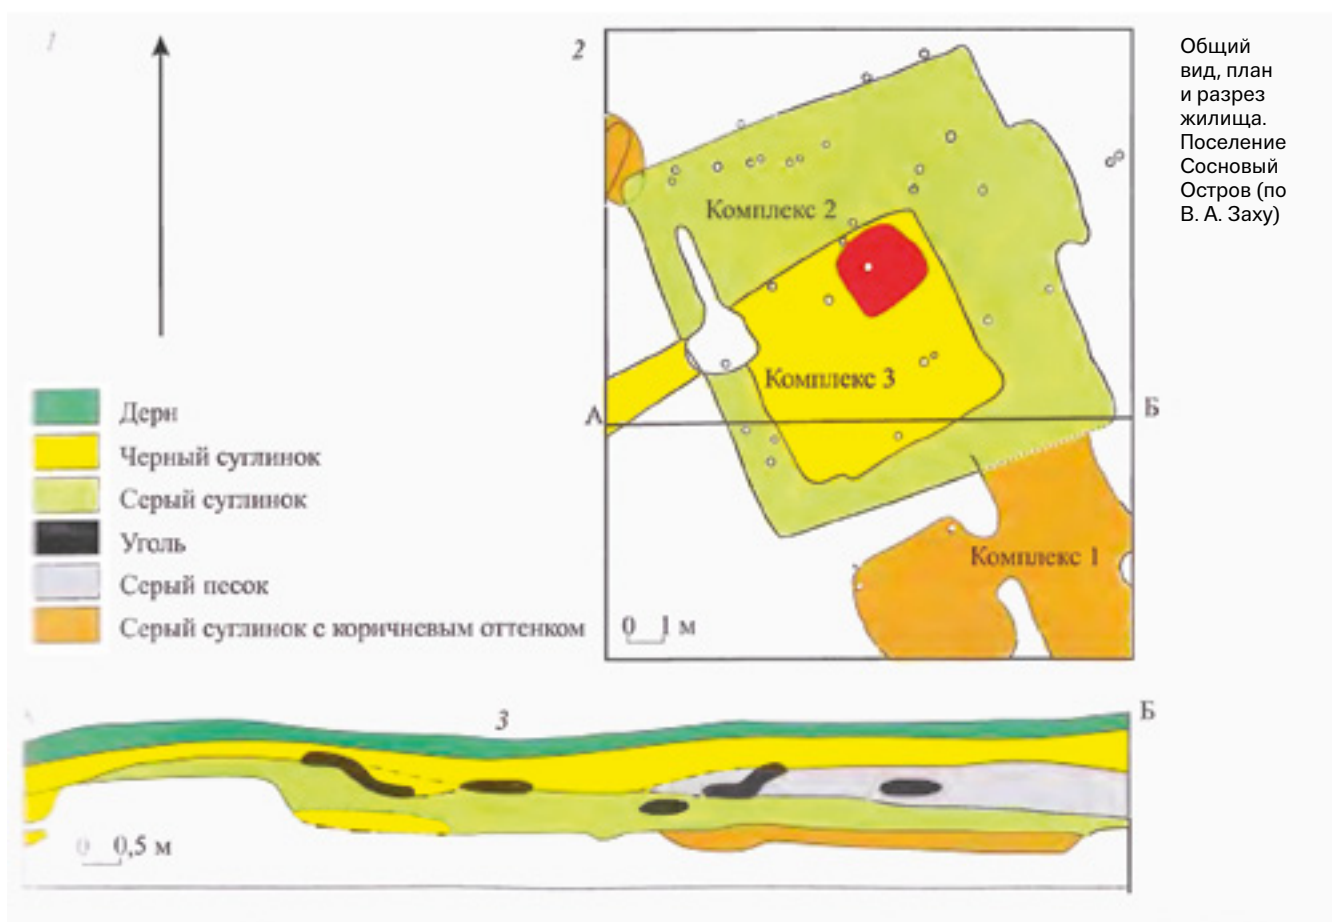 1
2
Общий
вид, план
и разрез
жилища.
Поселение
Сосновый
Остров (по
В. А. Заху)
Комплекс 2
Комплекс 3
А
Б
Комплекс 1
0 1 м
Дерн
Черный суглинок
Серый суглинок
Уголь
Серый песок
Серый суглинок с коричневым оттенком
3
Б
0 0,5 м